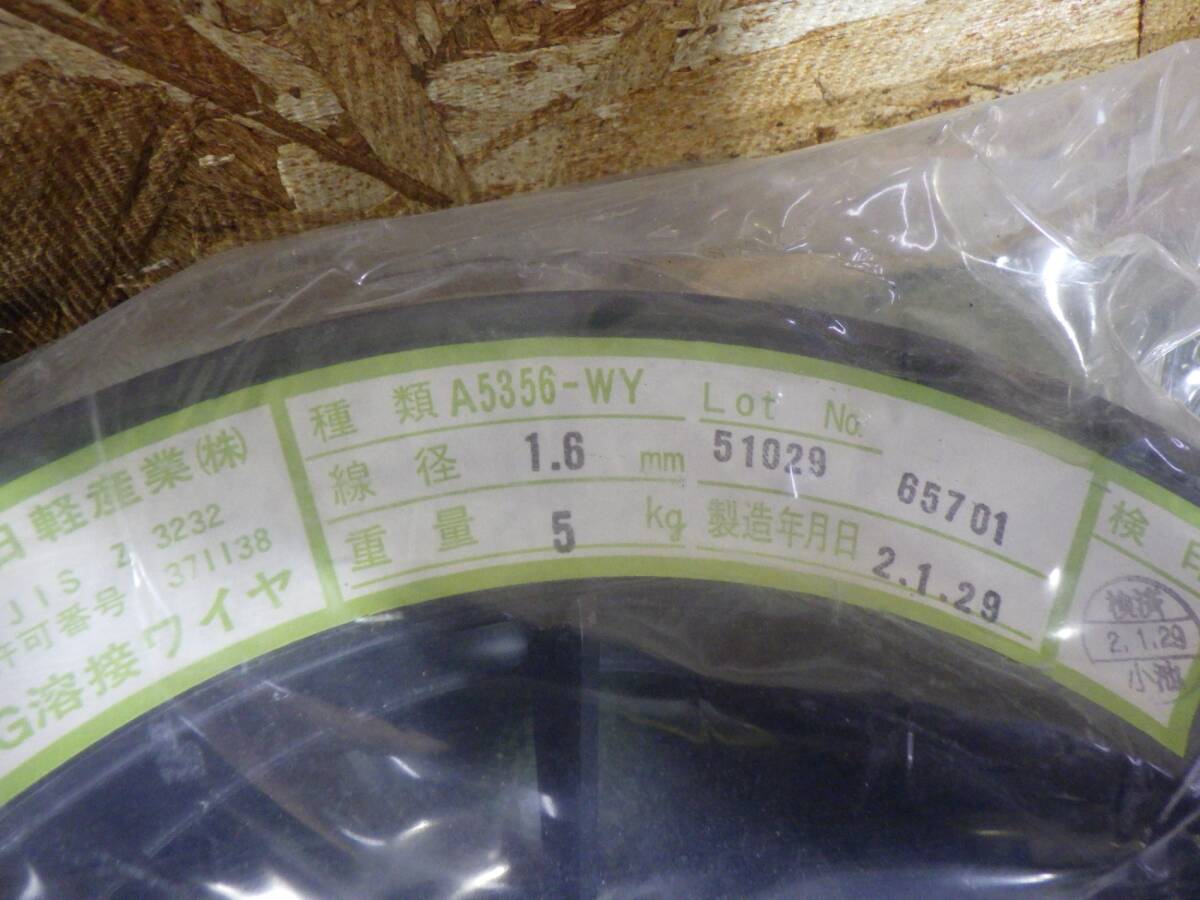 日軽産業(株)
JIS Z 3232
許可番号 371138
G溶接ワイヤ
種類 A5356-WY
線径 1.6 mm
重量 5 kg
Lot No.
51029 65701
製造年月日 2.1.29
検
検済
2.1.29
小池